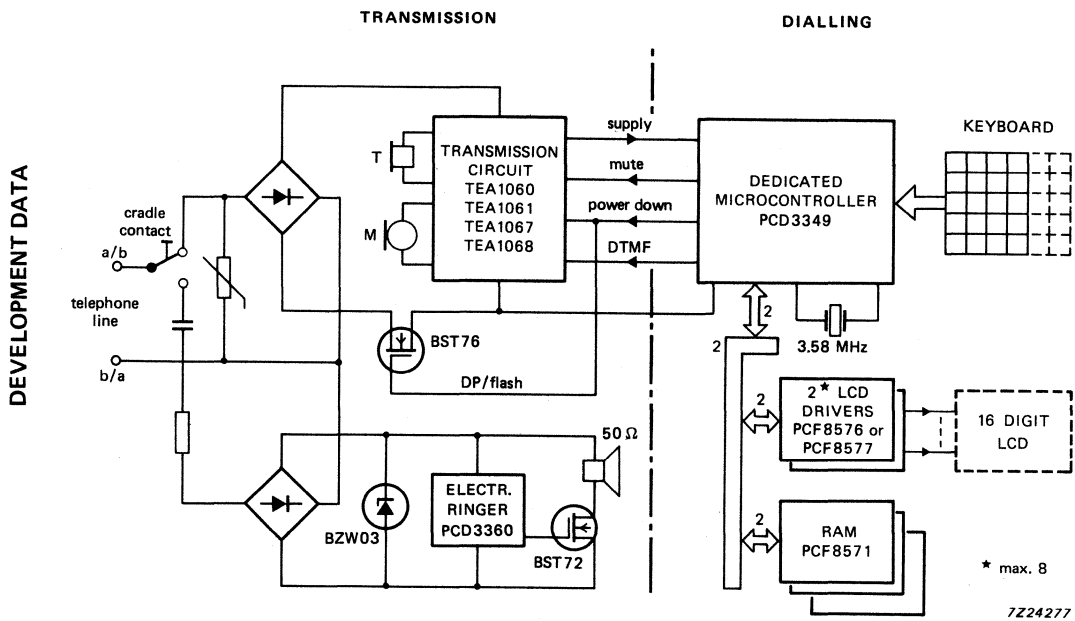 TRANSMISSION
DIALLING
DEVELOPMENT DATA
cradle
contact
a/b
telephone
line
b/a
T
M
TRANSMISSION
CIRCUIT
TEA1060
TEA1061
TEA1067
TEA1068
supply
mute
power down
DTMF
DEDICATED
MICROCONTROLLER
PCD3349
KEYBOARD
BST76
DP/flash
2
2
3.58 MHz
2
2★ LCD
DRIVERS
PCF8576 or
PCF8577
16 DIGIT
LCD
50 Ω
BZW03
ELECTR.
RINGER
PCD3360
BST72
2
RAM
PCF8571
★ max. 8
7Z24277